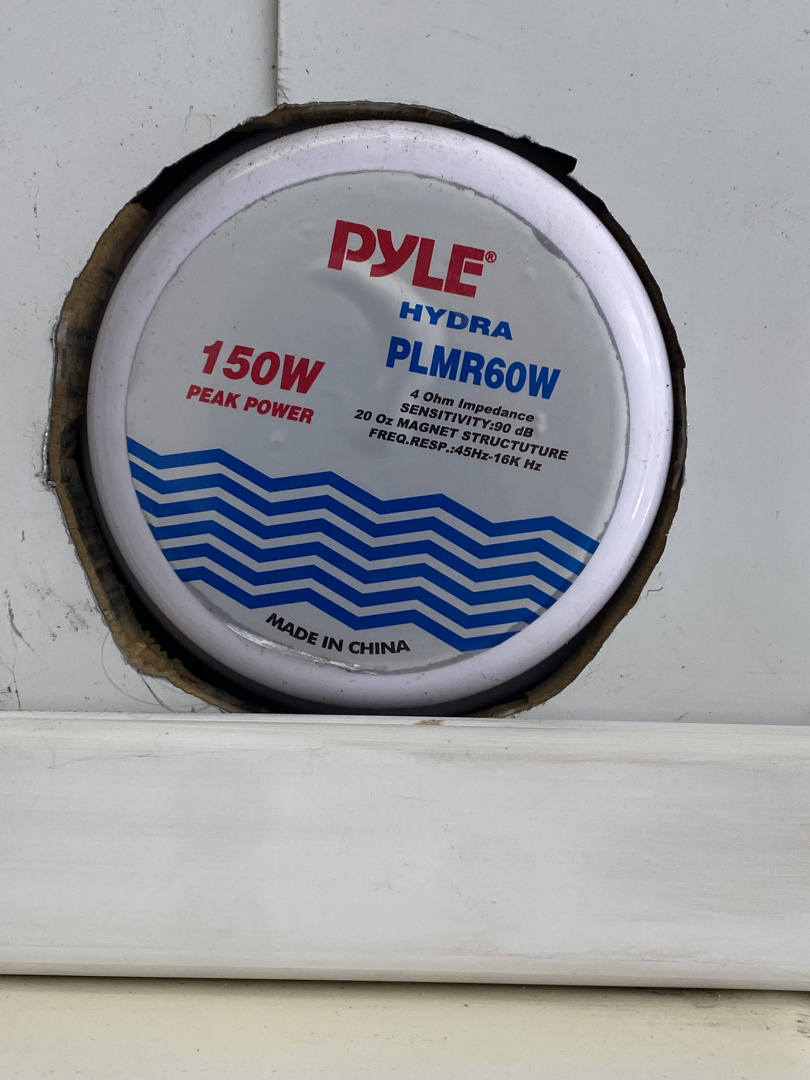 PYLE®
HYDRA
PLMR60W
150W
PEAK POWER
4 Ohm Impedance
SENSITIVITY:90 dB
20 Oz MAGNET STRUCTUTURE
FREQ.RESP.:45Hz-16K Hz
MADE IN CHINA